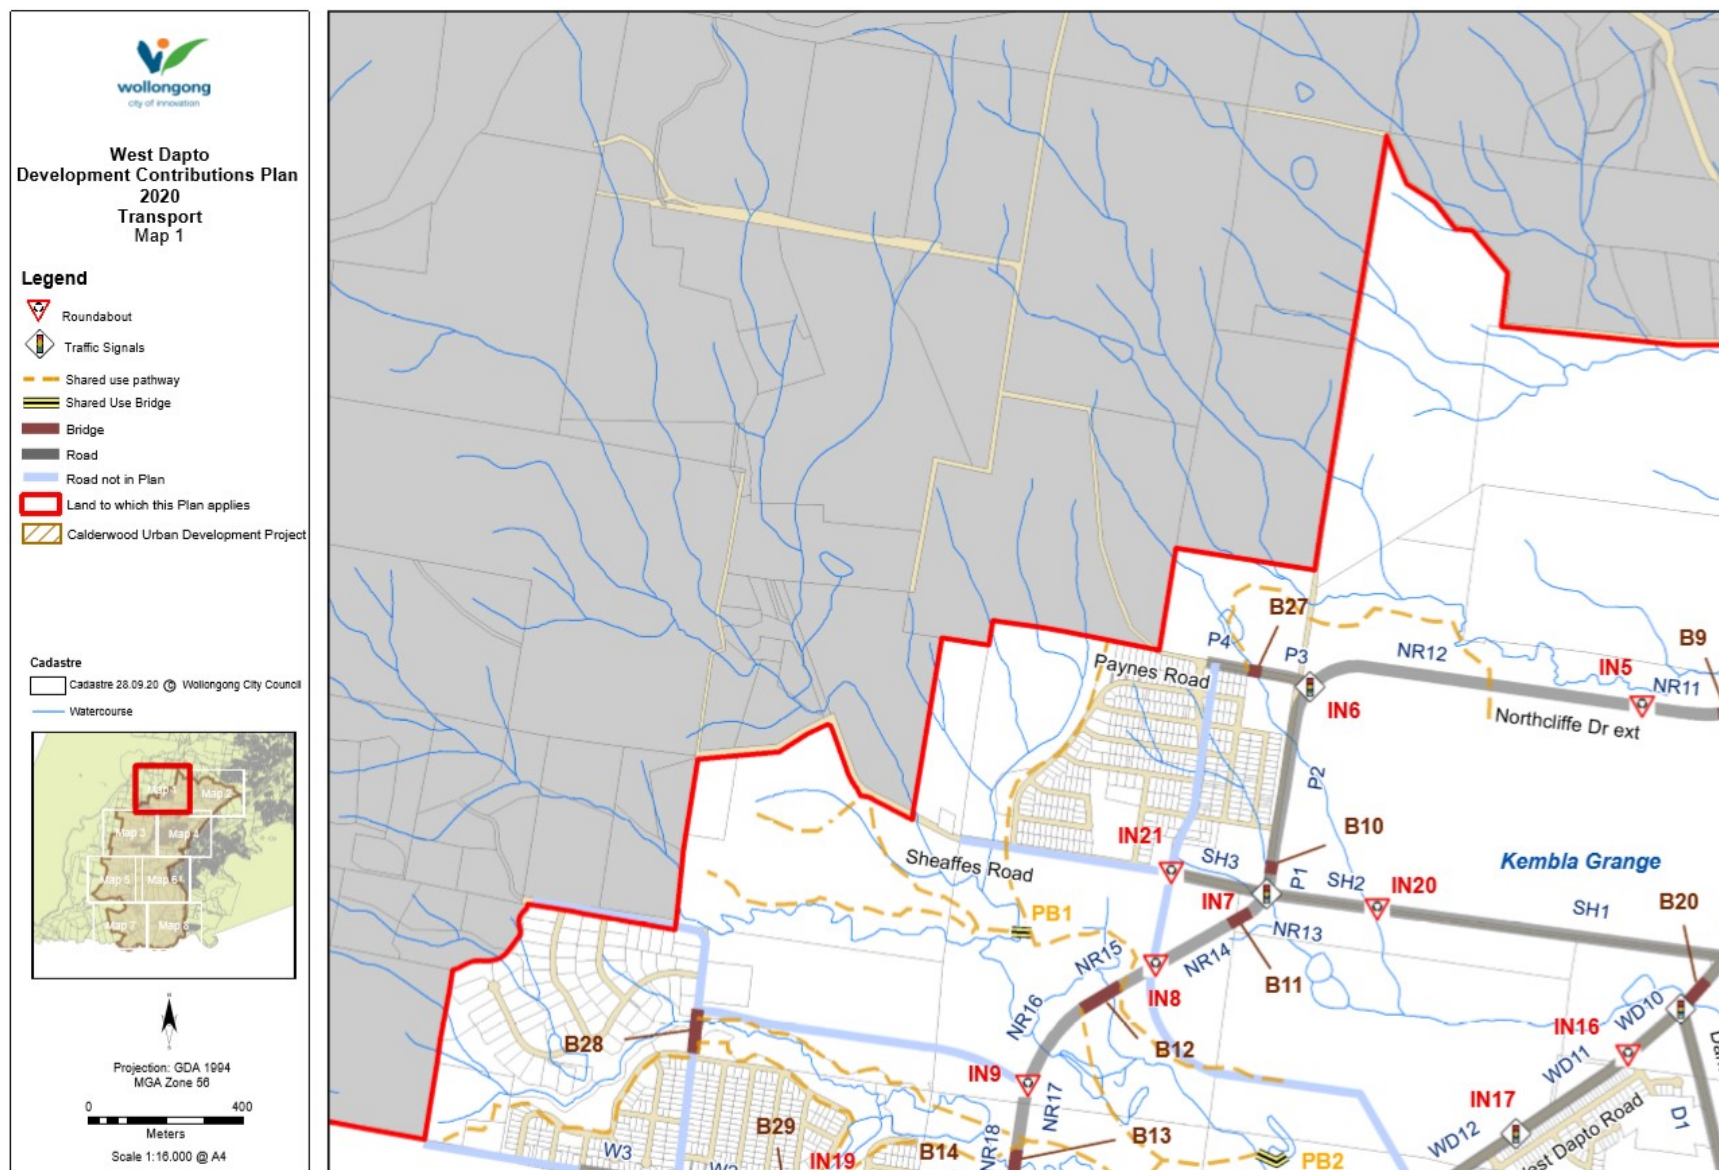 wollongong
city of innovation
West Dapto
Development Contributions Plan
2020
Transport
Map 1
Legend
Roundabout
Traffic Signals
Shared use pathway
Shared Use Bridge
Bridge
Road
Road not in Plan
Land to which this Plan applies
Calderwood Urban Development Project
Cadastre
Cadastre 28.09.20 © Wollongong City Council
Watercourse
Map 1
Map 2
Map 3
Map 4
Map 5
Map 6
Map 7
Map 8
N
Projection: GDA 1994
MGA Zone 56
0 400
Meters
Scale 1:16.000 @ A4
B27
P4
P3
NR12
B9
Paynes Road
IN5
NR11
IN6
Northcliffe Dr ext
P2
IN21
B10
Sheaffes Road
SH3
P1
SH2
IN20
Kembla Grange
IN7
SH1
B20
PB1
NR13
NR15
NR14
IN8
B11
NR16
WD10
IN16
B28
B12
WD11
IN9
NR17
IN17
D1
B29
NR18
B13
WD12
West Dapto Road
W3
IN19
B14
PB2